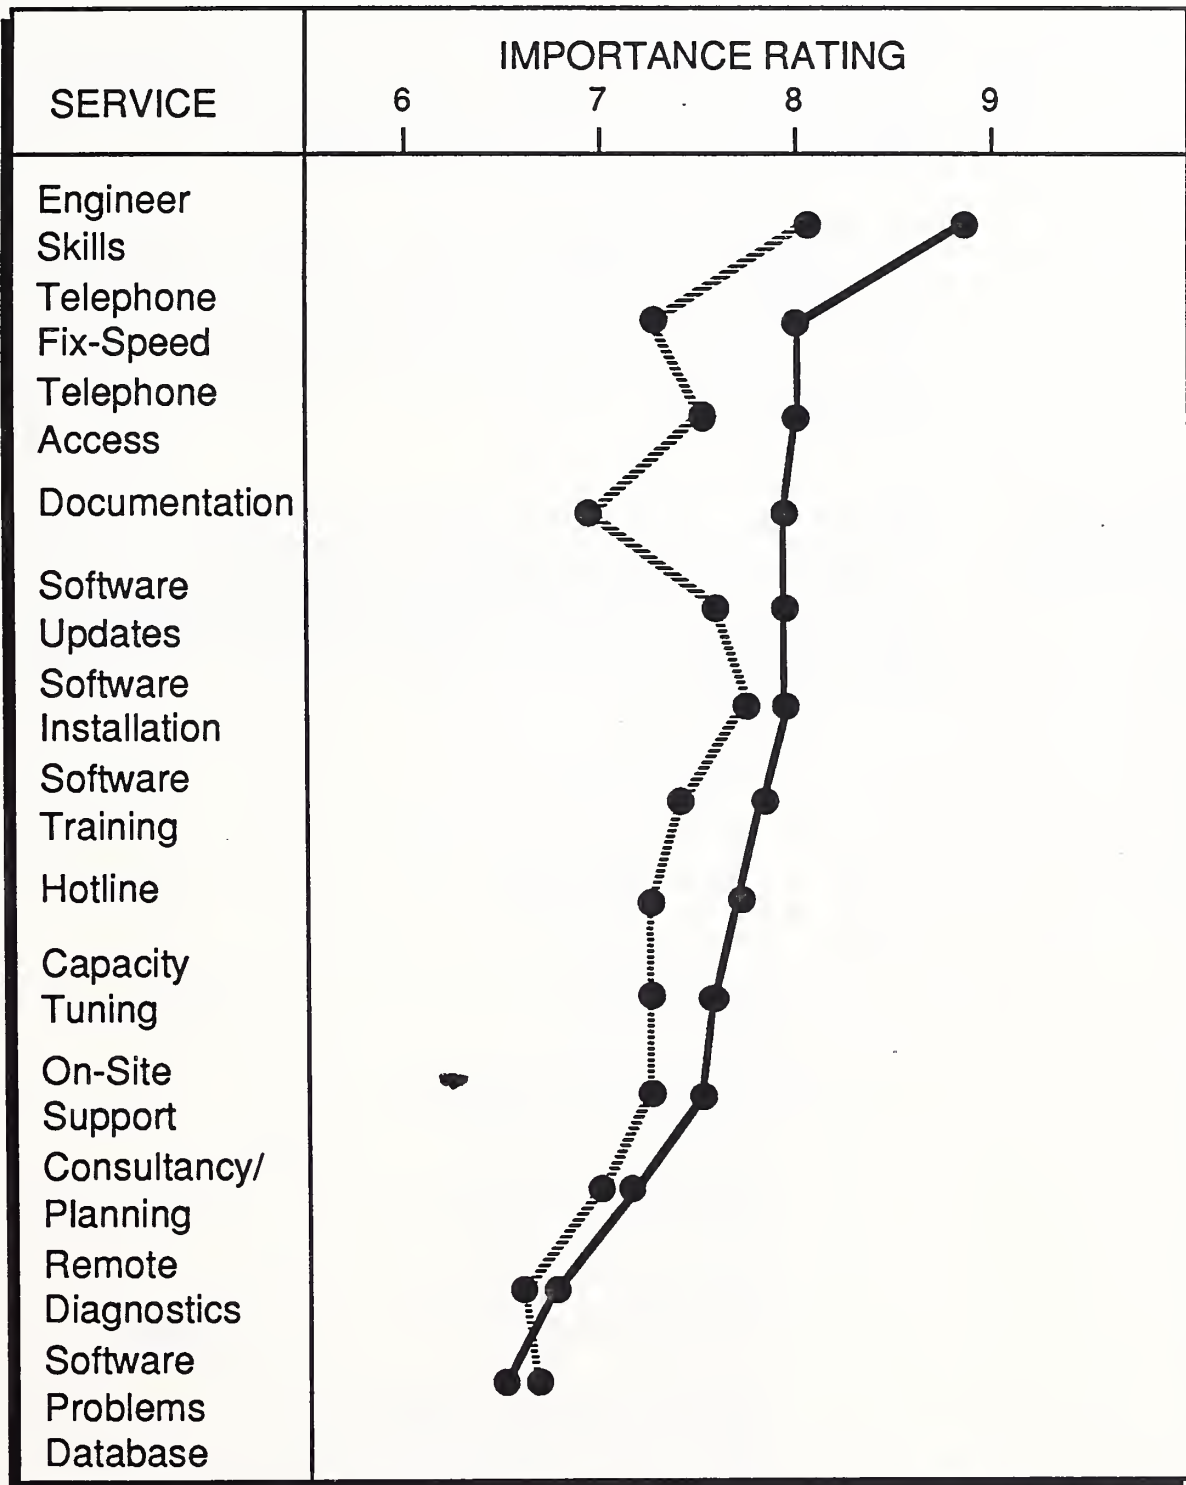 IMPORTANCE RATING
SERVICE
6 7 8 9
Engineer
Skills
Telephone
Fix-Speed
Telephone
Access
Documentation
Software
Updates
Software
Installation
Software
Training
Hotline
Capacity
Tuning
On-Site
Support
Consultancy/
Planning
Remote
Diagnostics
Software
Problems
Database